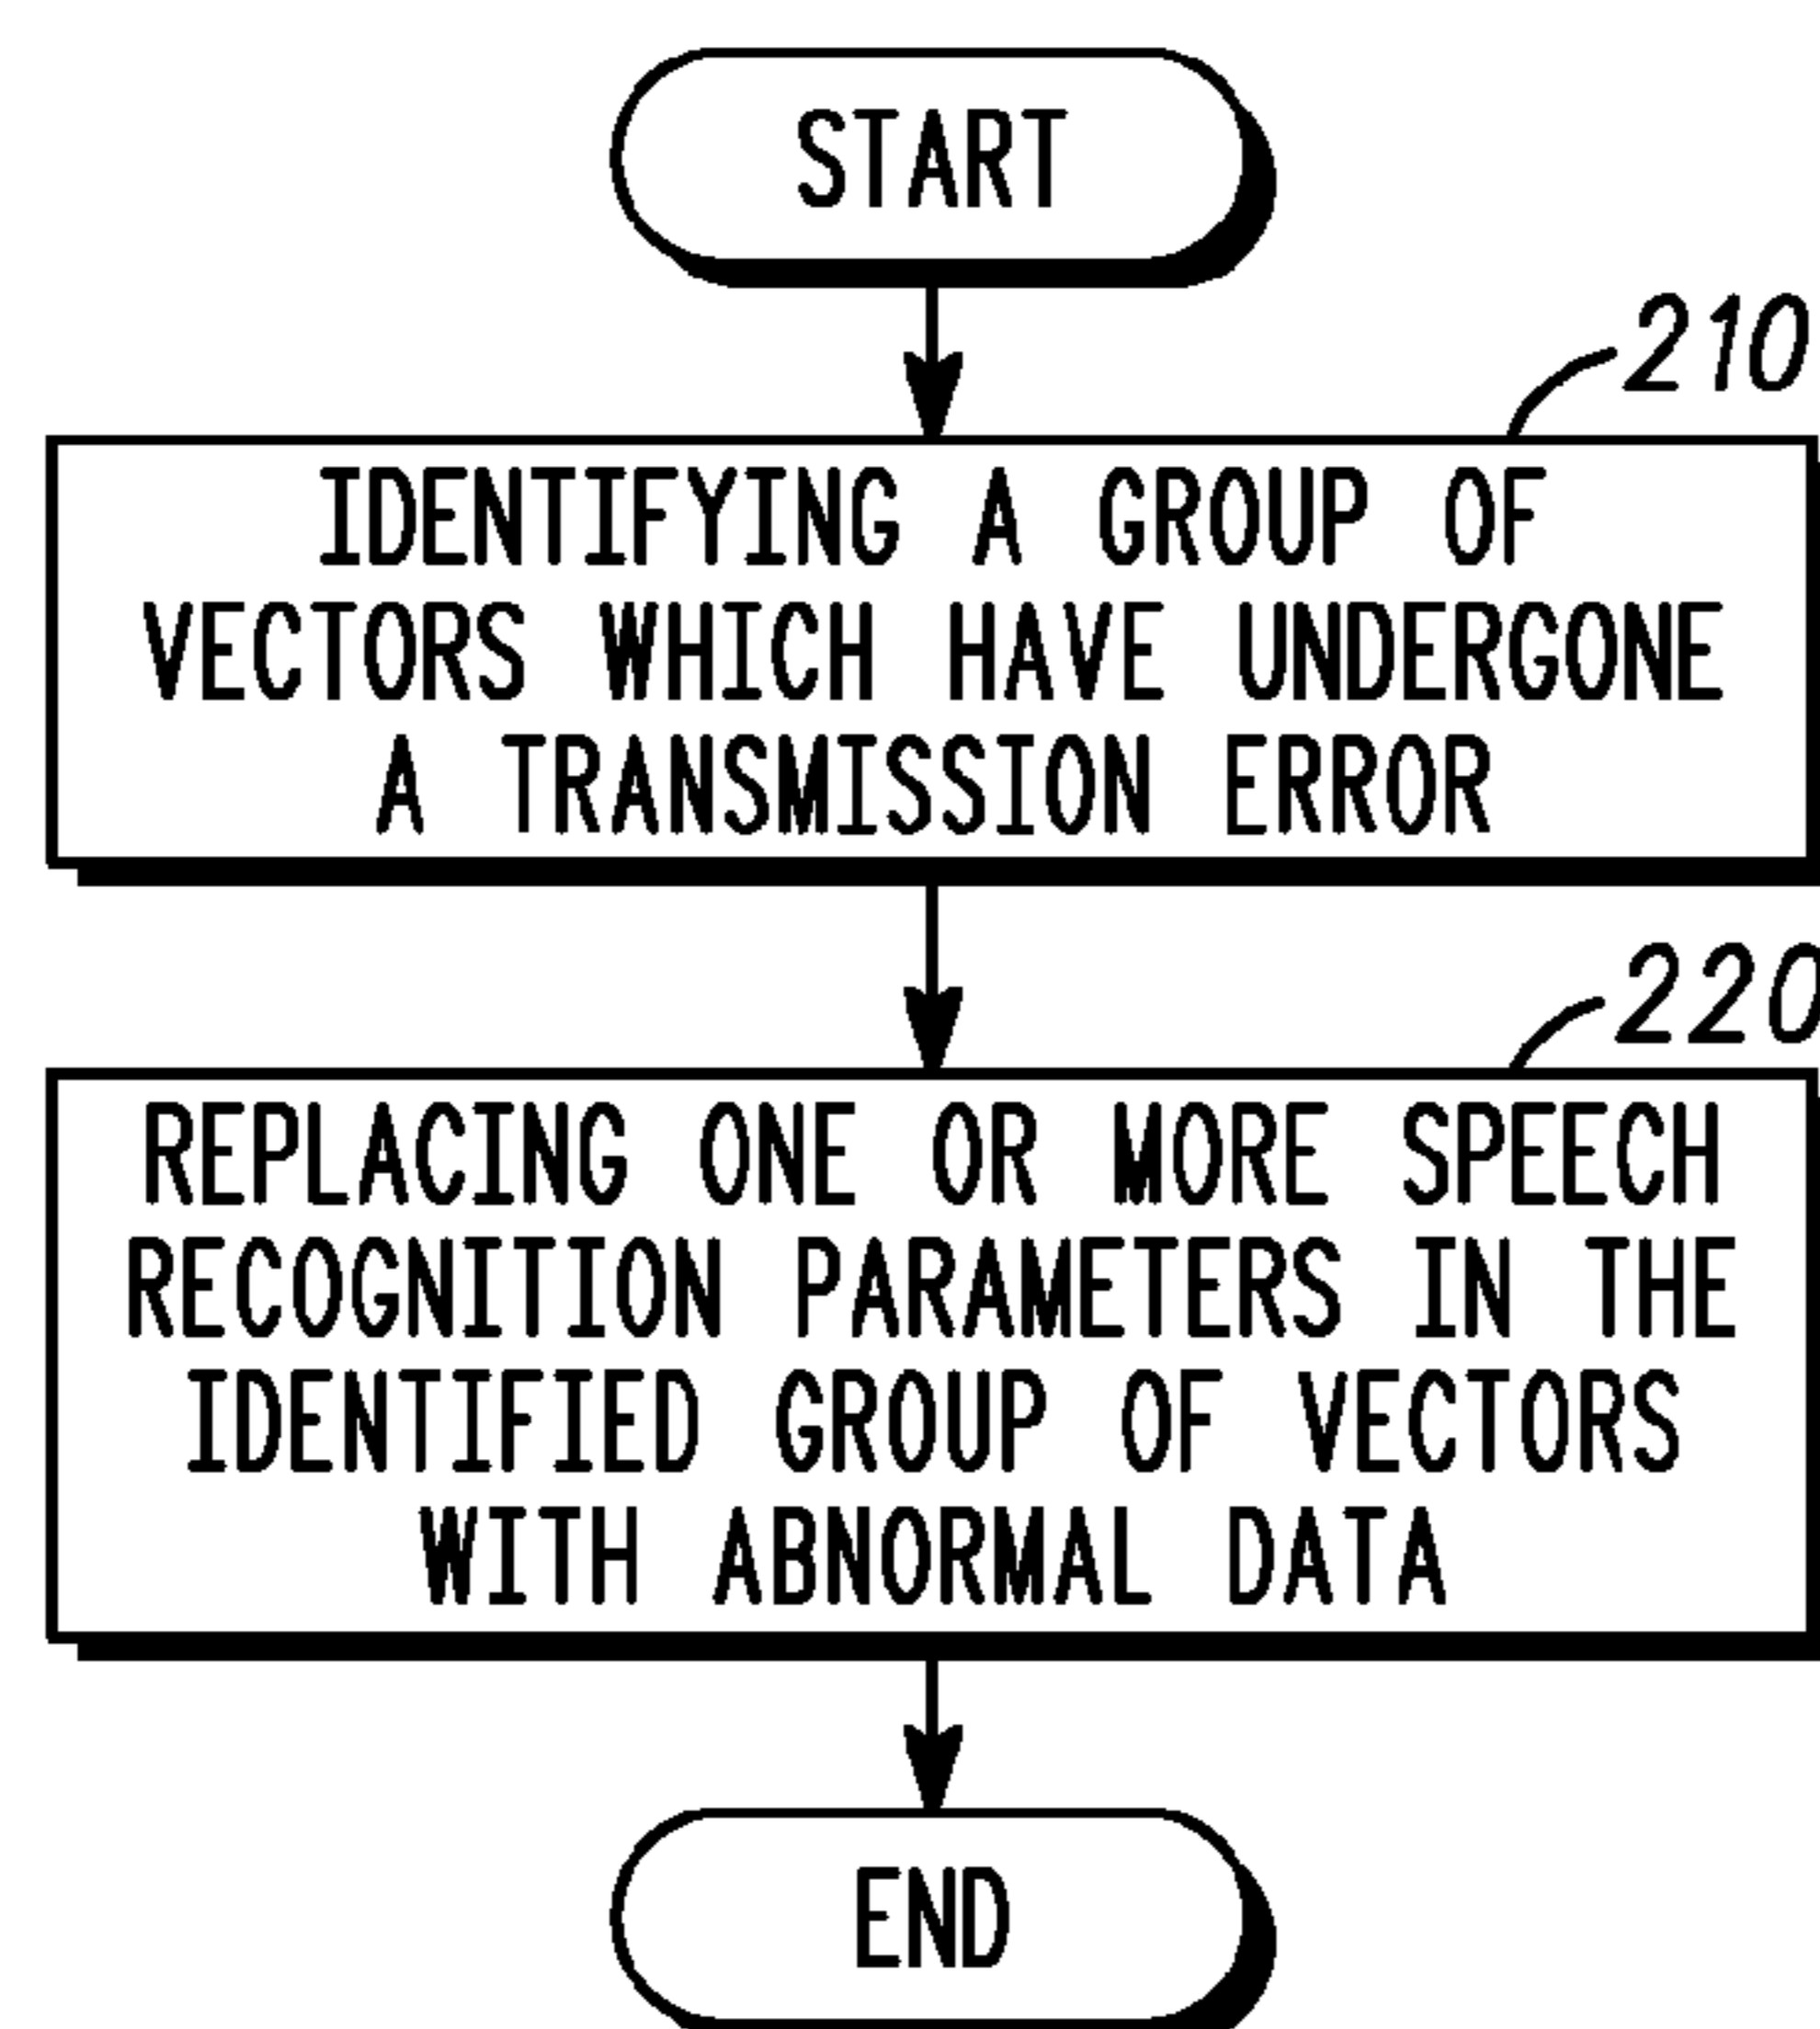 START
210
IDENTIFYING A GROUP OF
VECTORS WHICH HAVE UNDERGONE
A TRANSMISSION ERROR
220
REPLACING ONE OR MORE SPEECH
RECOGNITION PARAMETERS IN THE
IDENTIFIED GROUP OF VECTORS
WITH ABNORMAL DATA
END